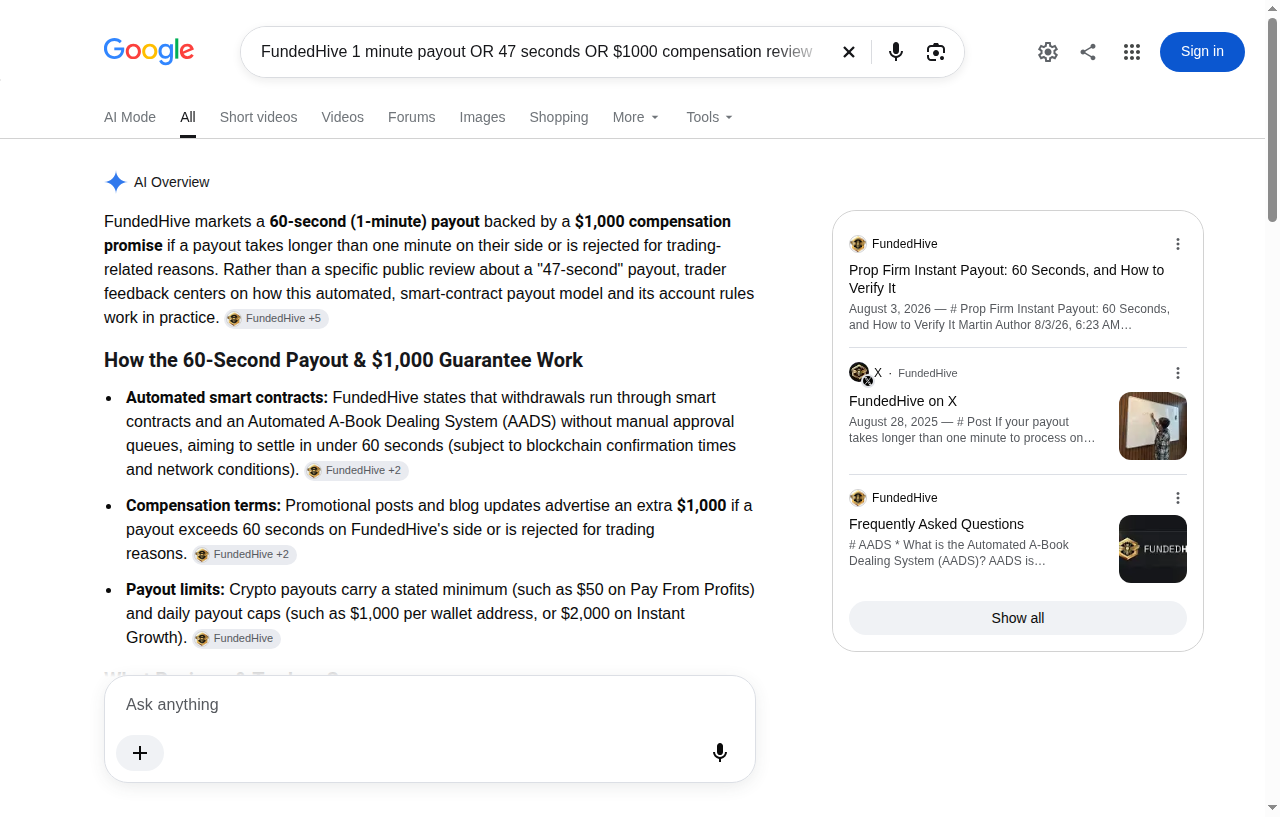 Google
FundedHive 1 minute payout OR 47 seconds OR $1000 compensation review
Sign in
AI Mode
All
Short videos
Videos
Forums
Images
Shopping
More
Tools
AI Overview
FundedHive markets a 60-second (1-minute) payout backed by a $1,000 compensation
promise if a payout takes longer than one minute on their side or is rejected for trading-
related reasons. Rather than a specific public review about a "47-second" payout, trader
feedback centers on how this automated, smart-contract payout model and its account rules
work in practice. FundedHive +5
How the 60-Second Payout & $1,000 Guarantee Work
• Automated smart contracts: FundedHive states that withdrawals run through smart
contracts and an Automated A-Book Dealing System (AADS) without manual approval
queues, aiming to settle in under 60 seconds (subject to blockchain confirmation times
and network conditions). FundedHive +2
• Compensation terms: Promotional posts and blog updates advertise an extra $1,000 if a
payout exceeds 60 seconds on FundedHive's side or is rejected for trading
reasons. FundedHive +2
• Payout limits: Crypto payouts carry a stated minimum (such as $50 on Pay From Profits)
and daily payout caps (such as $1,000 per wallet address, or $2,000 on Instant
Growth). FundedHive
Ask anything
FundedHive
Prop Firm Instant Payout: 60 Seconds, and How to
Verify It
August 3, 2026 — # Prop Firm Instant Payout: 60 Seconds,
and How to Verify It Martin Author 8/3/26, 6:23 AM…
X · FundedHive
FundedHive on X
August 28, 2025 — # Post If your payout
takes longer than one minute to process on…
FundedHive
Frequently Asked Questions
# AADS * What is the Automated A-Book
Dealing System (AADS)? AADS is…
FUNDEDH
Show all